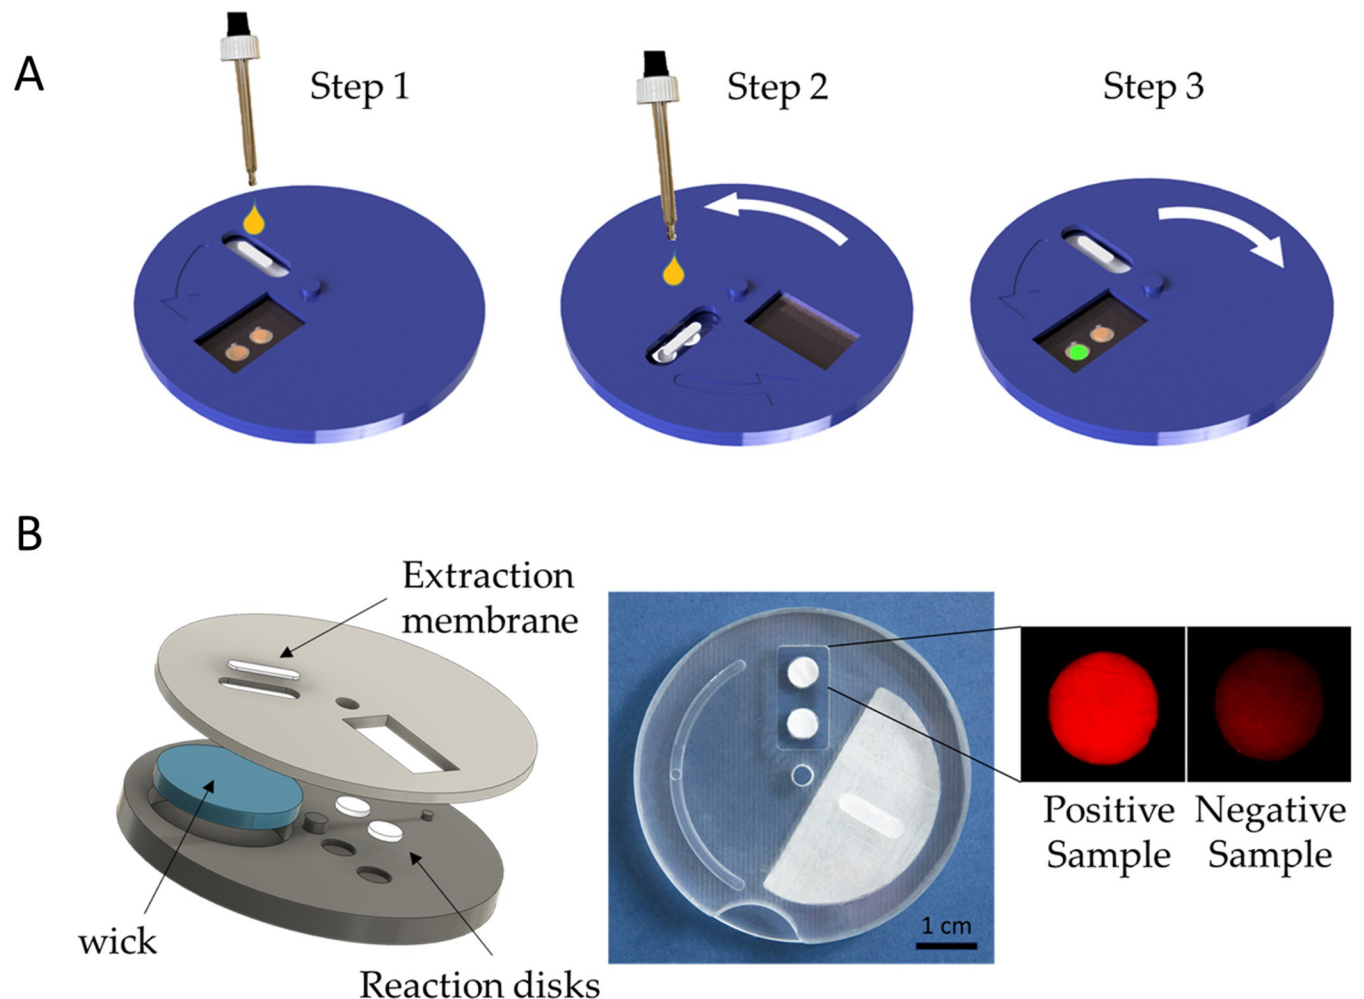 A
Step 1
Step 2
Step 3
B
Extraction
membrane
wick
Reaction disks
1 cm
Positive
Sample
Negative
Sample